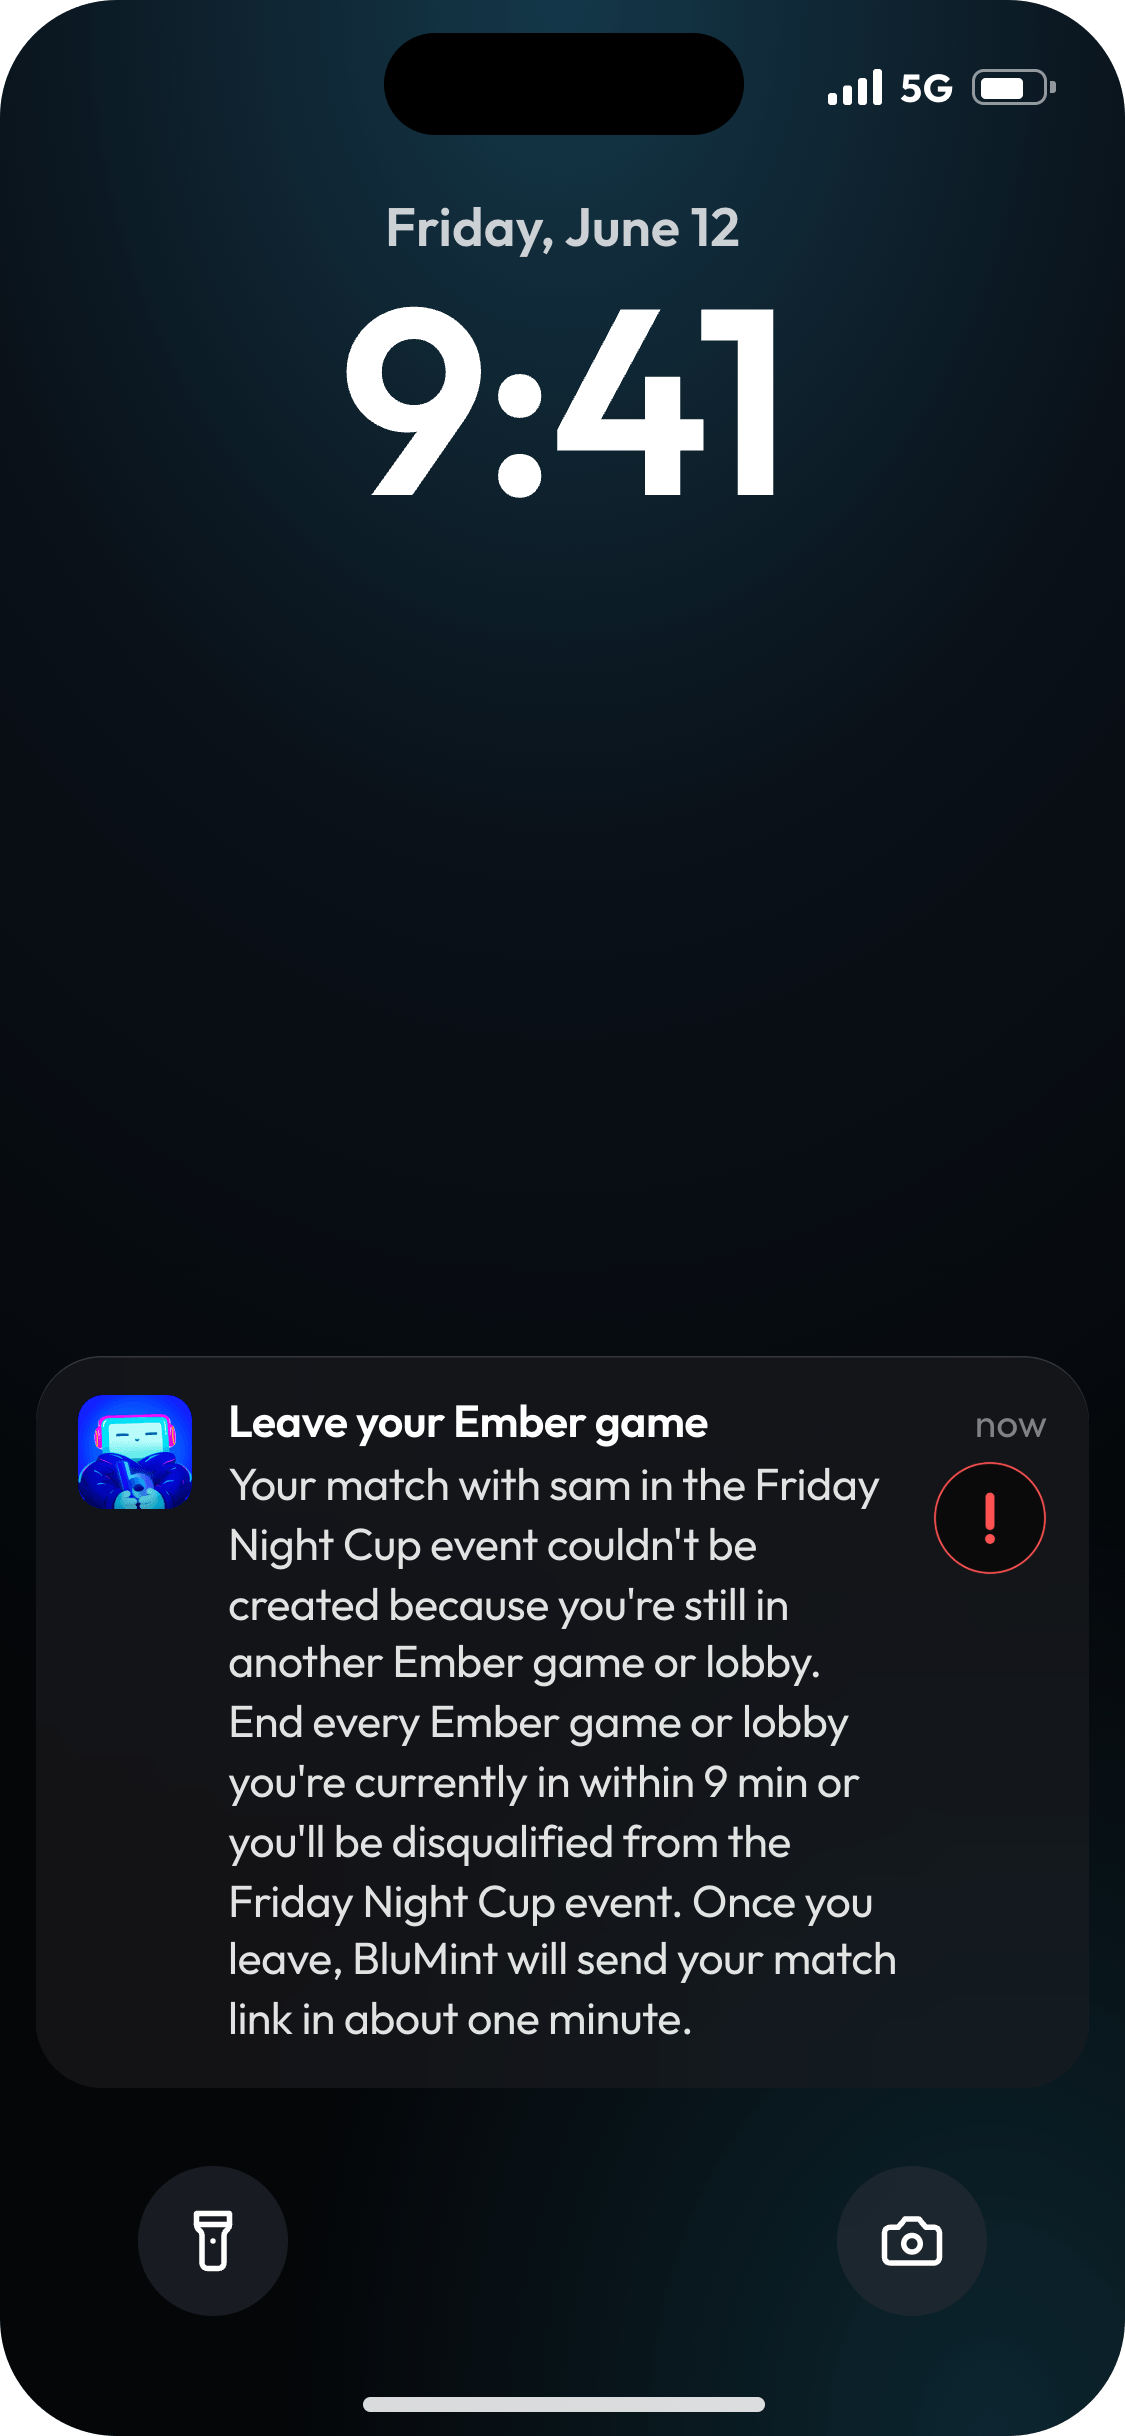 5G
Friday, June 12
9:41
Leave your Ember game
now
Your match with sam in the Friday
Night Cup event couldn't be
created because you're still in
another Ember game or lobby.
End every Ember game or lobby
you're currently in within 9 min or
you'll be disqualified from the
Friday Night Cup event. Once you
leave, BluMint will send your match
link in about one minute.